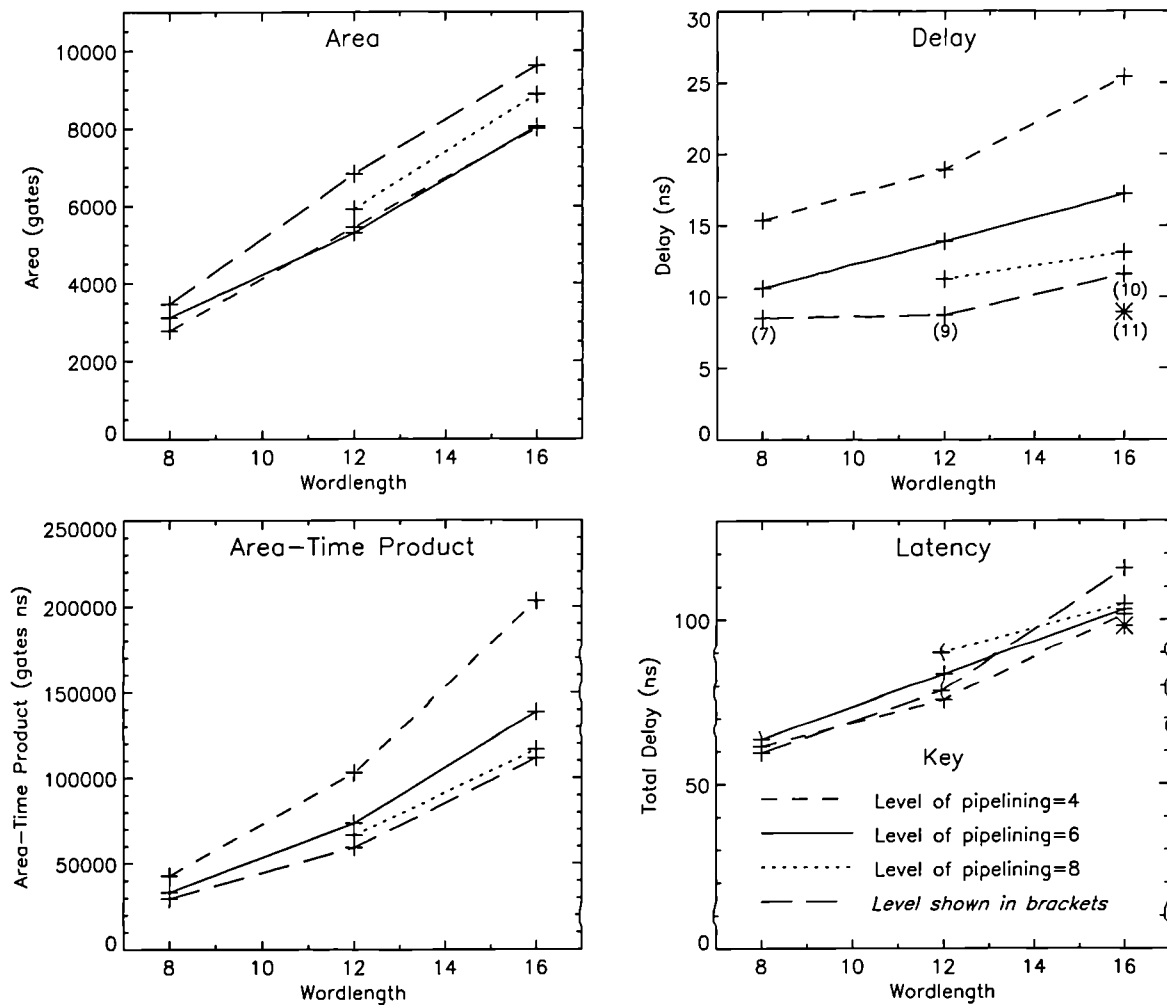 Area
10000
8000
6000
4000
2000
0
Area (gates)
8 10 12 14 16
Wordlength
Delay
30
25
20
15
10
5
0
Delay (ns)
(7)
(9)
(10)
(11)
8 10 12 14 16
Wordlength
Area-Time Product
250000
200000
150000
100000
50000
0
Area-Time Product (gates ns)
8 10 12 14 16
Wordlength
Latency
100
50
0
Total Delay (ns)
Key
Level of pipelining=4
Level of pipelining=6
Level of pipelining=8
Level shown in brackets
8 10 12 14 16
Wordlength